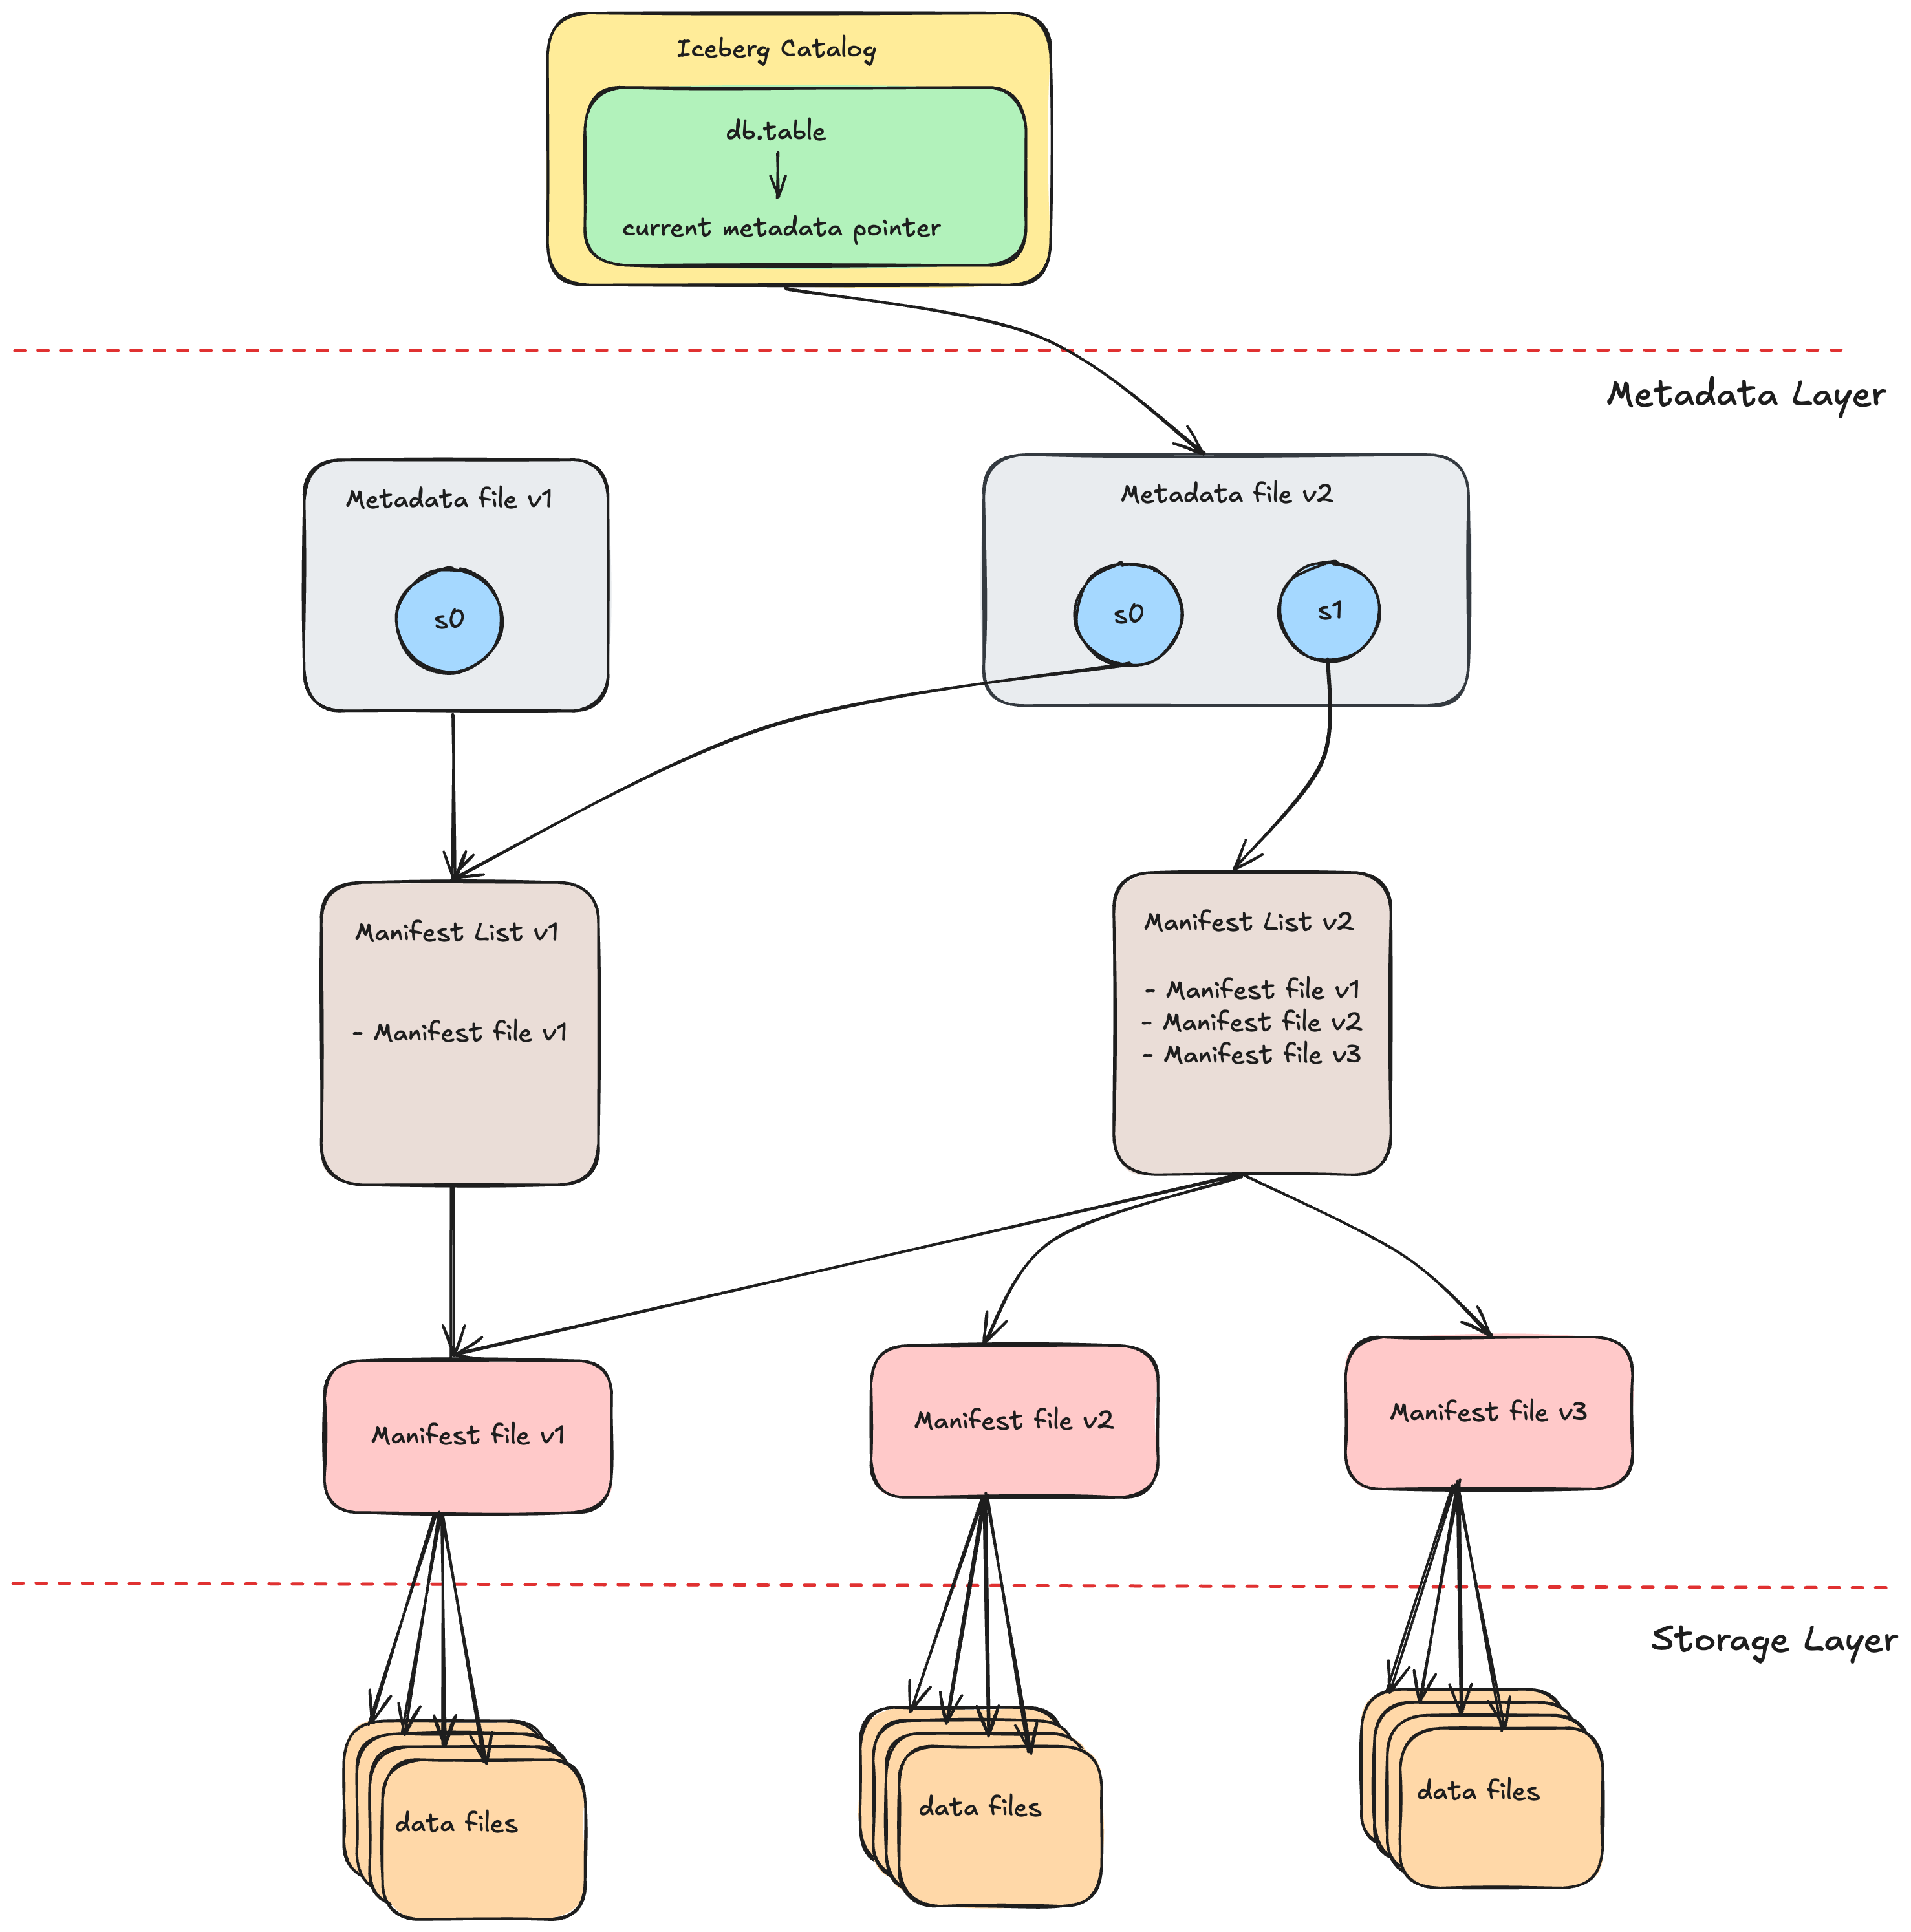 Iceberg Catalog
db.table
current metadata pointer
Metadata Layer
Metadata file v1
s0
Metadata file v2
s0
s1
Manifest List v1
- Manifest file v1
Manifest List v2
- Manifest file v1
- Manifest file v2
- Manifest file v3
Manifest file v1
Manifest file v2
Manifest file v3
Storage Layer
data files
data files
data files